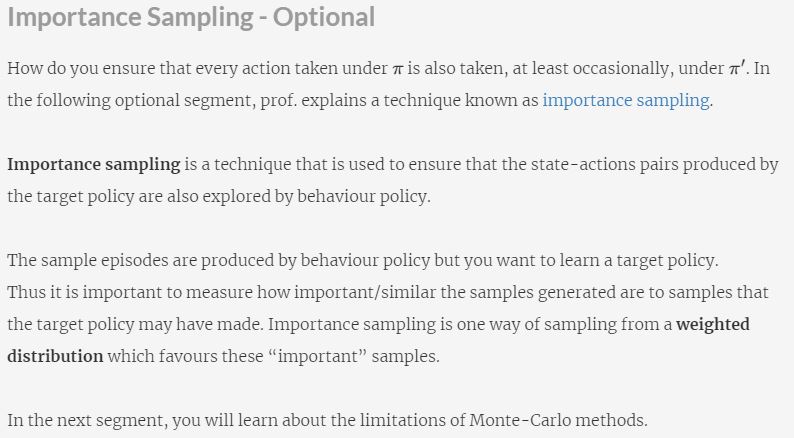 Importance Sampling - Optional
How do you ensure that every action taken under π is also taken, at least occasionally, under π′. In
the following optional segment, prof. explains a technique known as importance sampling.
Importance sampling is a technique that is used to ensure that the state-actions pairs produced by
the target policy are also explored by behaviour policy.
The sample episodes are produced by behaviour policy but you want to learn a target policy.
Thus it is important to measure how important/similar the samples generated are to samples that
the target policy may have made. Importance sampling is one way of sampling from a weighted
distribution which favours these “important” samples.
In the next segment, you will learn about the limitations of Monte-Carlo methods.